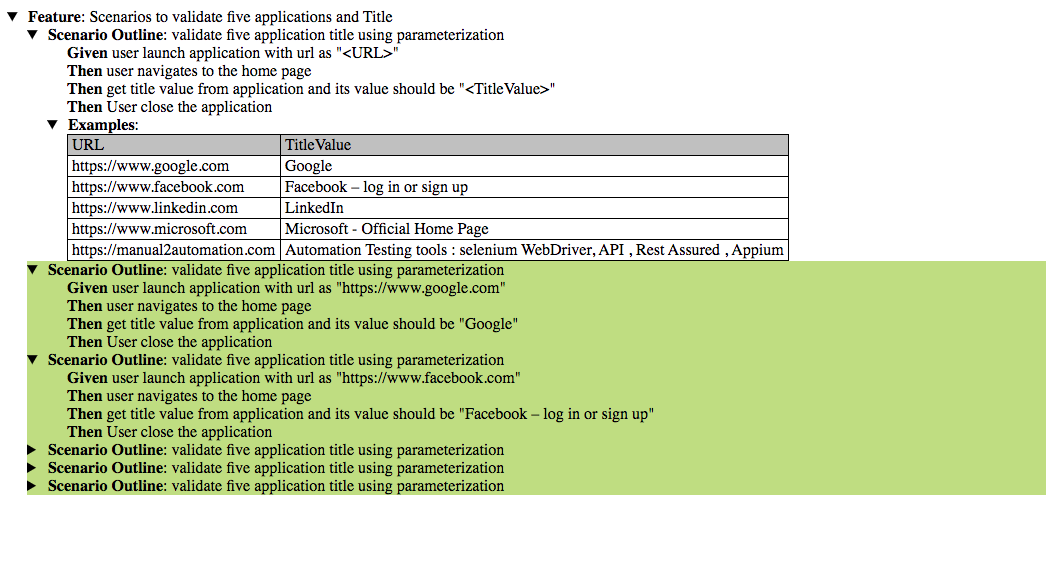 Feature: Scenarios to validate five applications and Title
Scenario Outline: validate five application title using parameterization
Given user launch application with url as "<URL>"
Then user navigates to the home page
Then get title value from application and its value should be "<TitleValue>"
Then User close the application
Examples:
URL TitleValue
https://www.google.com Google
https://www.facebook.com Facebook – log in or sign up
https://www.linkedin.com LinkedIn
https://www.microsoft.com Microsoft - Official Home Page
https://manual2automation.com Automation Testing tools : selenium WebDriver, API , Rest Assured , Appium
Scenario Outline: validate five application title using parameterization
Given user launch application with url as "https://www.google.com"
Then user navigates to the home page
Then get title value from application and its value should be "Google"
Then User close the application
Scenario Outline: validate five application title using parameterization
Given user launch application with url as "https://www.facebook.com"
Then user navigates to the home page
Then get title value from application and its value should be "Facebook – log in or sign up"
Then User close the application
Scenario Outline: validate five application title using parameterization
Scenario Outline: validate five application title using parameterization
Scenario Outline: validate five application title using parameterization